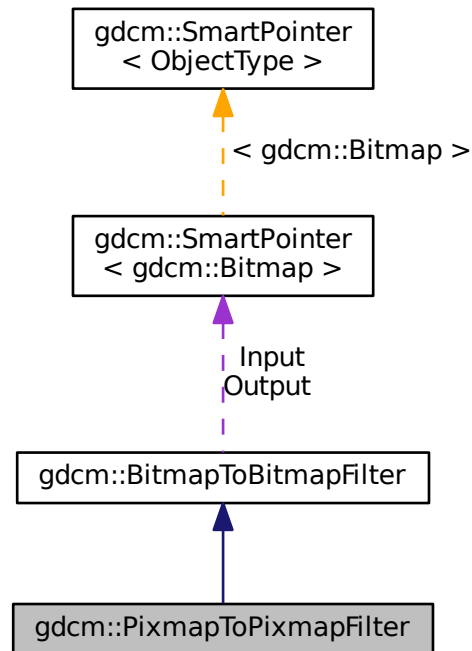 gdcm::SmartPointer
< ObjectType >
< gdcm::Bitmap >
gdcm::SmartPointer
< gdcm::Bitmap >
Input
Output
gdcm::BitmapToBitmapFilter
gdcm::PixmapToPixmapFilter